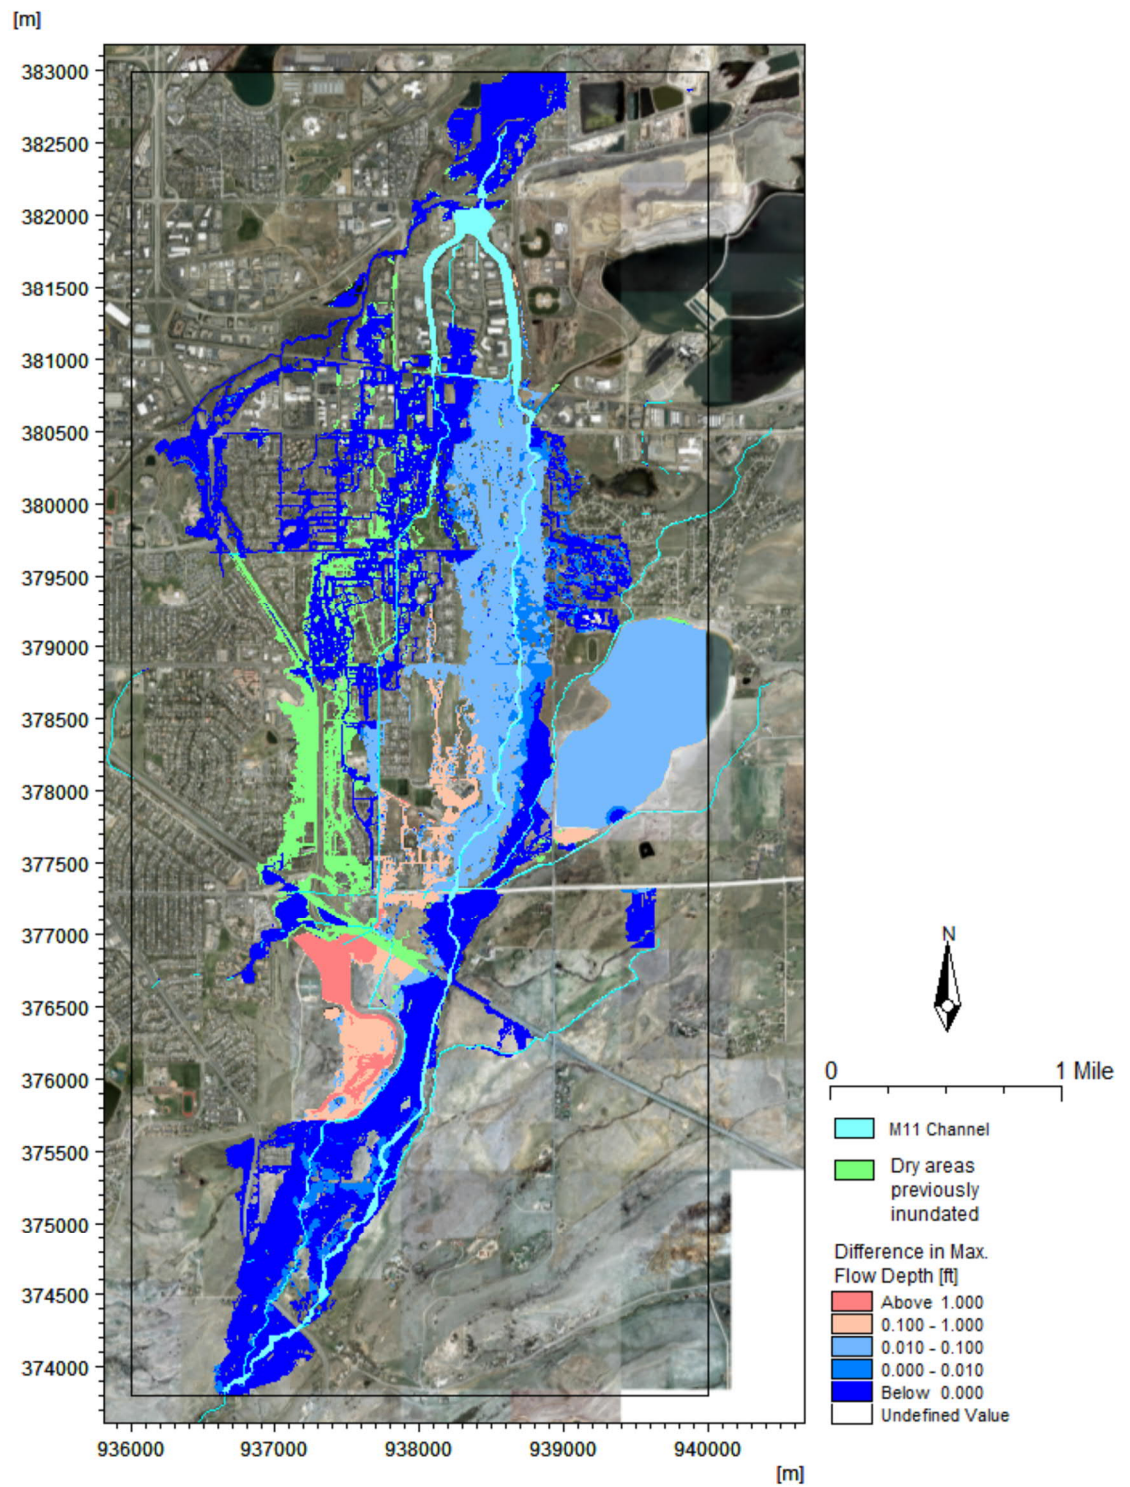 [m]
383000
382500
382000
381500
381000
380500
380000
379500
379000
378500
378000
377500
377000
376500
376000
375500
375000
374500
374000
936000 937000 938000 939000 940000
[m]
N
0 1 Mile
M11 Channel
Dry areas
previously
inundated
Difference in Max.
Flow Depth [ft]
Above 1.000
0.100 - 1.000
0.010 - 0.100
0.000 - 0.010
Below 0.000
Undefined Value